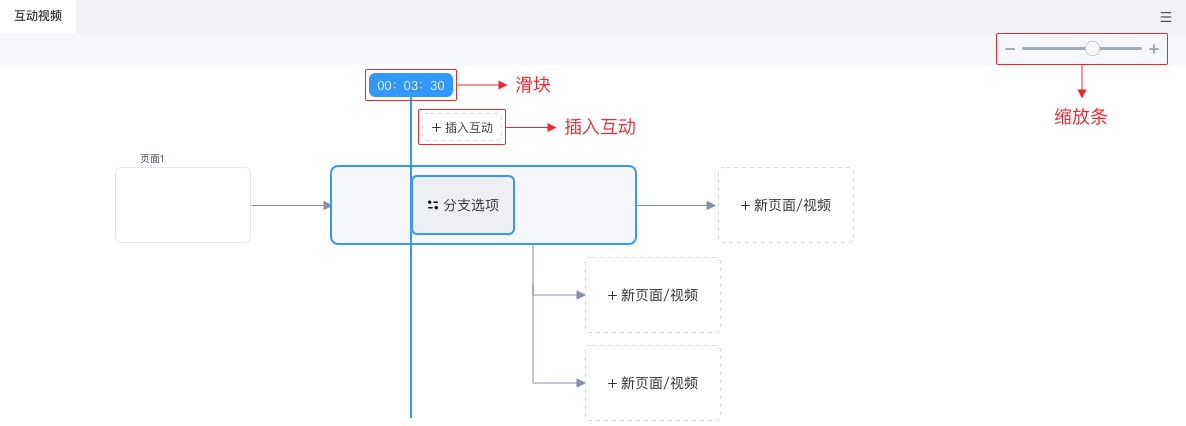 互动视频
00：03：30
滑块
+ 插入互动
插入互动
缩放条
页面1
分支选项
+ 新页面/视频
+ 新页面/视频
+ 新页面/视频